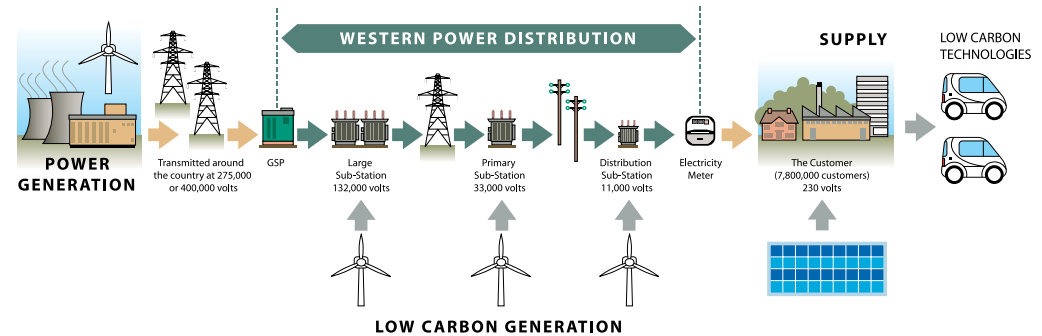 WESTERN POWER DISTRIBUTION
SUPPLY
LOW CARBON
TECHNOLOGIES
POWER
GENERATION
Transmitted around
the country at 275,000
or 400,000 volts
GSP
Large
Sub-Station
132,000 volts
Primary
Sub-Station
33,000 volts
Distribution
Sub-Station
11,000 volts
Electricity
Meter
The Customer
(7,800,000 customers)
230 volts
LOW CARBON GENERATION